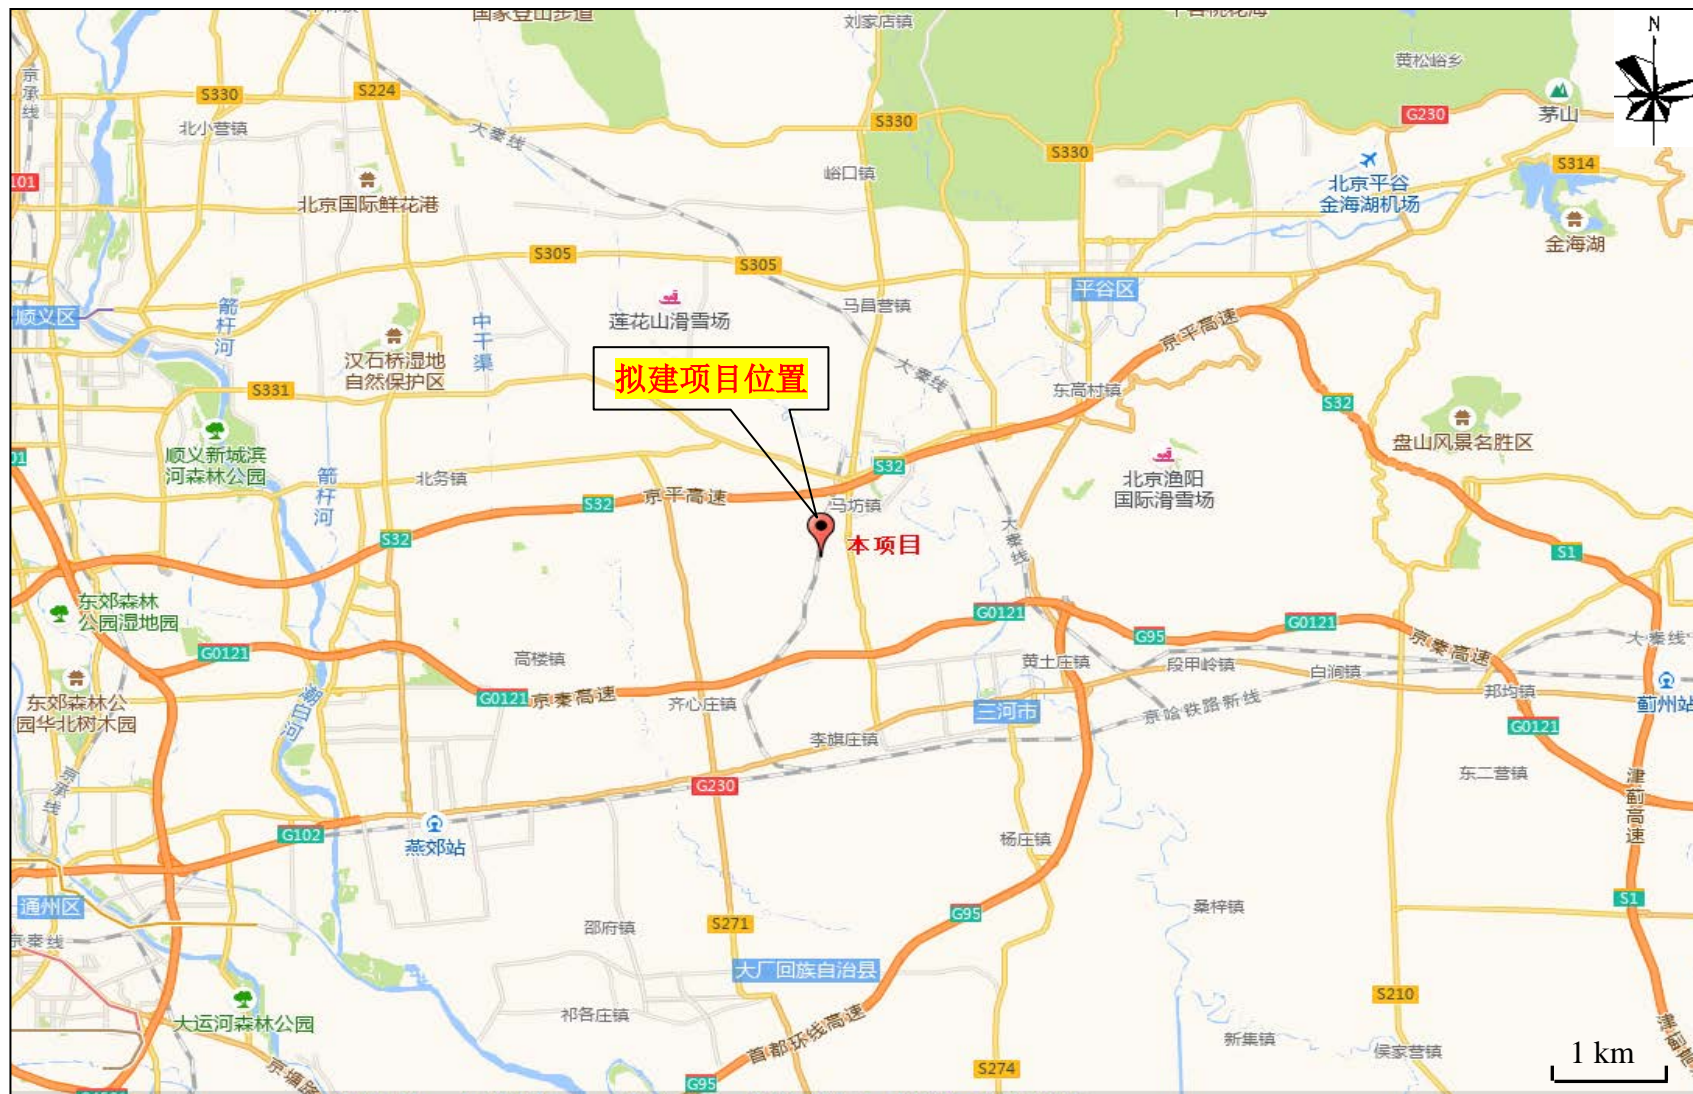 国家登山步道
刘家店镇
黄松峪乡
N
京承线
S330
S224
S330
G230
茅山
北小营镇
大秦线
S330
S314
101
峪口镇
北京平谷
金海湖机场
北京国际鲜花港
金海湖
S305
S305
平谷区
顺义区
箭杆河
中干渠
莲花山滑雪场
马昌营镇
京平高速
汉石桥湿地
自然保护区
拟建项目位置
大秦线
东高村镇
S331
S32
盘山风景名胜区
顺义新城滨
河森林公园
箭杆河
北务镇
S32
北京渔阳
国际滑雪场
S32
京平高速
马坊镇
大秦线
S32
本项目
S1
东郊森林
公园湿地园
G0121
G0121
G0121
G95
京秦高速
大秦线
高楼镇
黄土庄镇
段甲岭镇
白涧镇
东郊森林公
园华北树木园
潮白河
G0121
京秦高速
齐心庄镇
三河市
京哈铁路新线
邦均镇
蓟州站
G0121
李旗庄镇
京承线
G230
东二营镇
津蓟高速
G102
燕郊站
杨庄镇
通州区
京秦线
邵府镇
S271
G95
桑梓镇
S1
大厂回族自治县
S210
大运河森林公园
祁各庄镇
首都环线高速
新集镇
侯家营镇
1 km
G95
S274